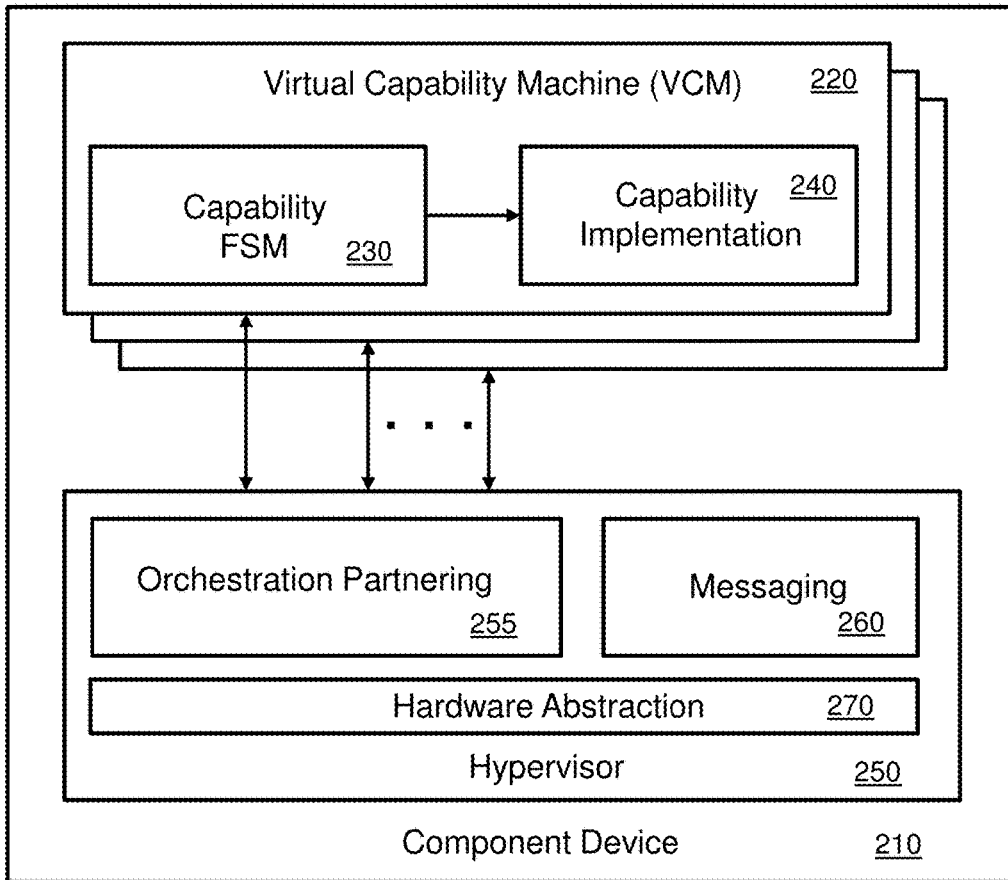 Virtual Capability Machine (VCM) 220
Capability
FSM 230
Capability 240
Implementation
Orchestration Partnering
255
Messaging
260
Hardware Abstraction 270
Hypervisor 250
Component Device 210